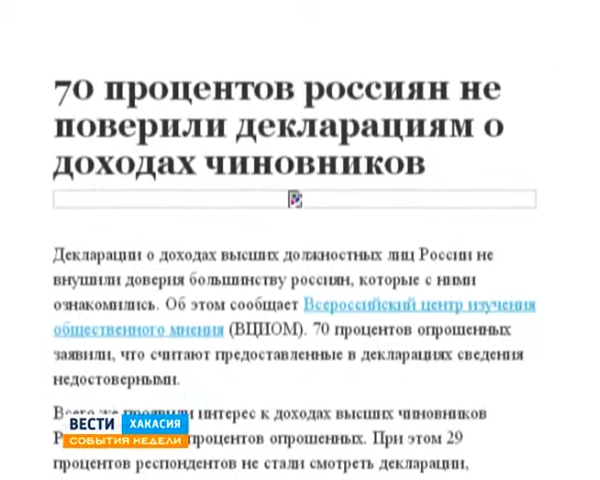 70 процентов россиян не
поверили декларациям о
доходах чиновников
Декларации о доходах высших должностных лиц России не
внушили доверия большинству россиян, которые с ними
ознакомились. Об этом сообщает Всероссийский центр изучения
общественного мнения (ВЦИОМ). 70 процентов опрошенных
заявили, что считают предоставленные в декларациях сведения
недостоверными.
интерес к доходах высших чиновников
процентов опрошенных. При этом 29
процентов респондентов не стали смотреть декларации,
ВЕСТИ ХАКАСИЯ
СОБЫТИЯ НЕДЕЛИ